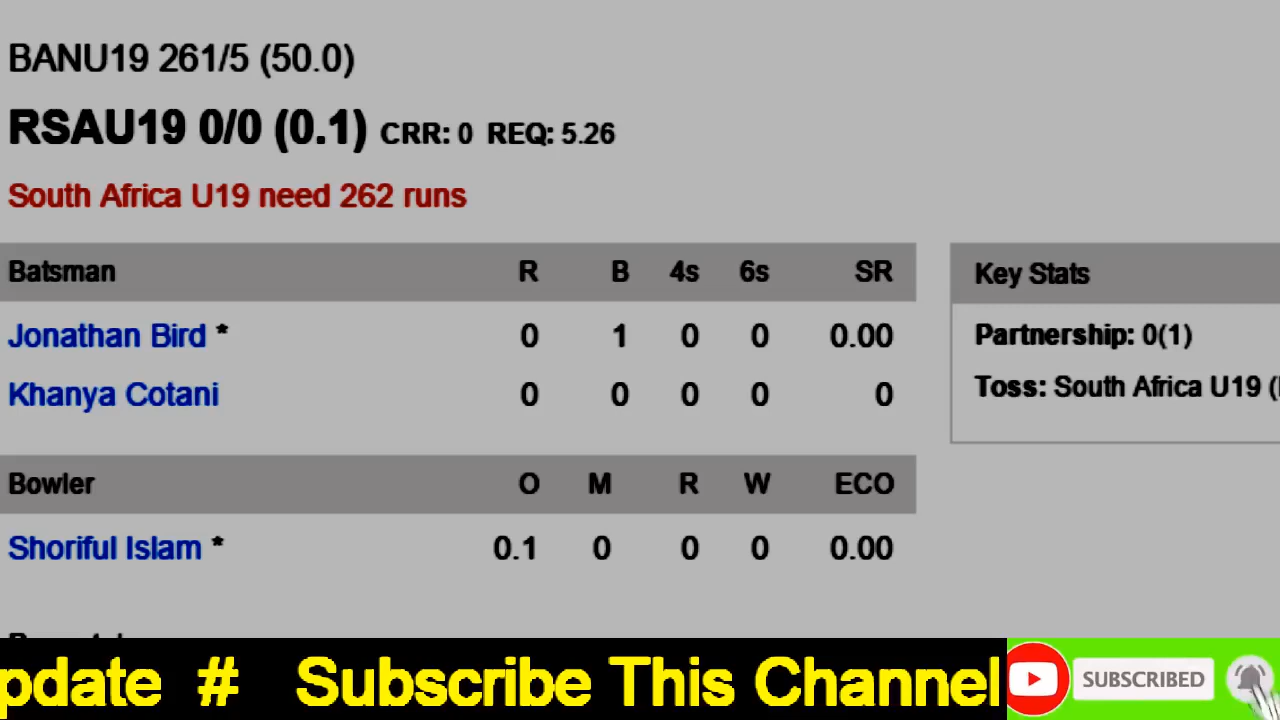 BANU19 261/5 (50.0)
RSAU19 0/0 (0.1) CRR: 0 REQ: 5.26
South Africa U19 need 262 runs
Batsman R B 4s 6s SR
Jonathan Bird * 0 1 0 0 0.00
Khanya Cotani 0 0 0 0 0
Bowler O M R W ECO
Shoriful Islam * 0.1 0 0 0 0.00
Key Stats
Partnership: 0(1)
Toss: South Africa U19
pdate # Subscribe This Channel
SUBSCRIBED